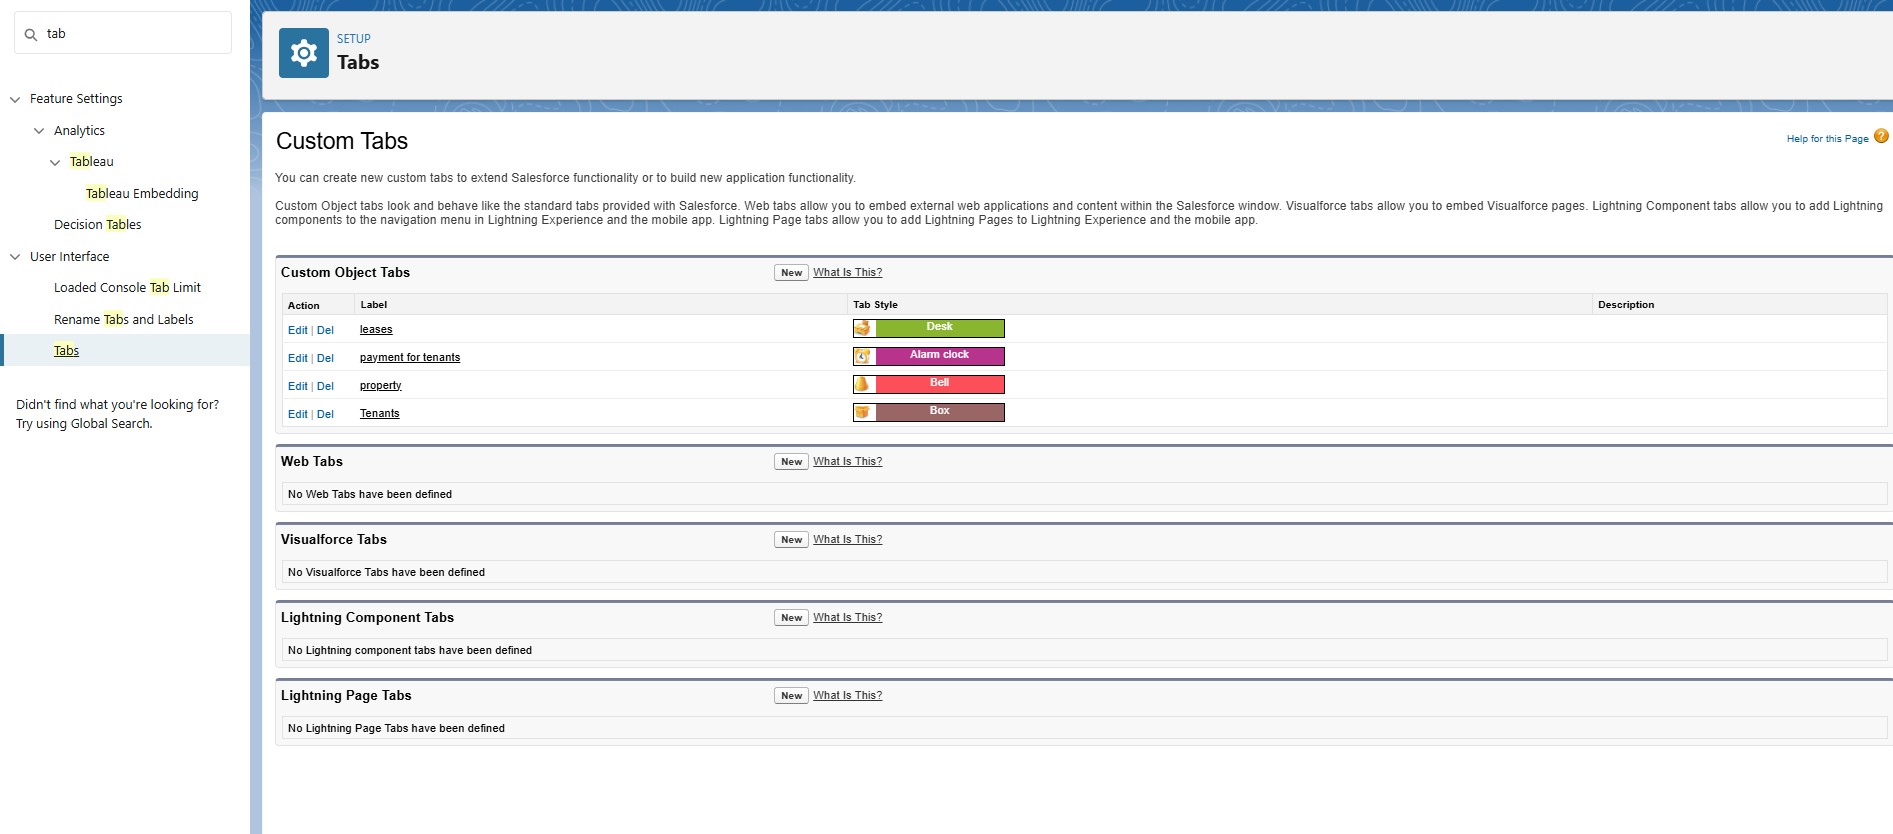 tab
Feature Settings
Analytics
Tableau
Tableau Embedding
Decision Tables
User Interface
Loaded Console Tab Limit
Rename Tabs and Labels
Tabs
Didn't find what you're looking for?
Try using Global Search.
SETUP
Tabs
Custom Tabs
Help for this Page ?
You can create new custom tabs to extend Salesforce functionality or to build new application functionality.
Custom Object tabs look and behave like the standard tabs provided with Salesforce. Web tabs allow you to embed external web applications and content within the Salesforce window. Visualforce tabs allow you to embed Visualforce pages. Lightning Component tabs allow you to add Lightning
components to the navigation menu in Lightning Experience and the mobile app. Lightning Page tabs allow you to add Lightning Pages to Lightning Experience and the mobile app.
Custom Object Tabs New What Is This?
Action Label Tab Style Description
Edit | Del leases Desk
Edit | Del payment for tenants Alarm clock
Edit | Del property Bell
Edit | Del Tenants Box
Web Tabs New What Is This?
No Web Tabs have been defined
Visualforce Tabs New What Is This?
No Visualforce Tabs have been defined
Lightning Component Tabs New What Is This?
No Lightning component tabs have been defined
Lightning Page Tabs New What Is This?
No Lightning Page Tabs have been defined